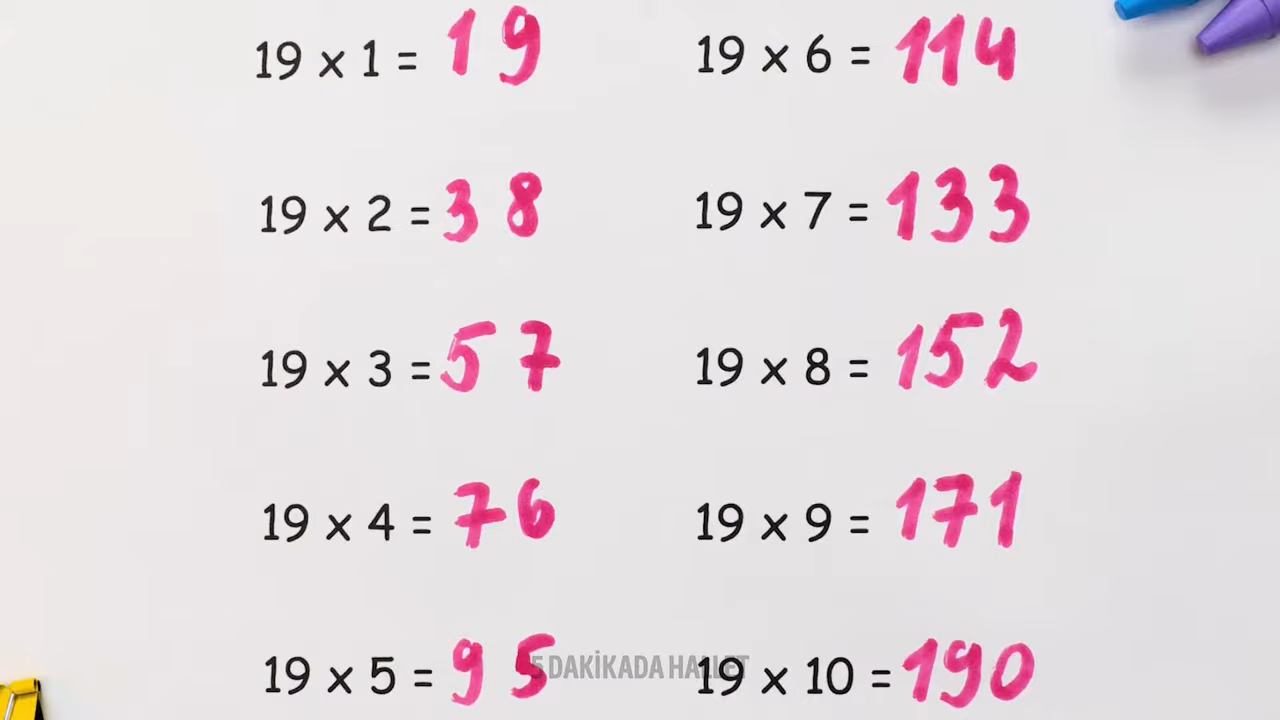 19 x 1 = 19
19 x 2 = 38
19 x 3 = 57
19 x 4 = 76
19 x 5 = 95
19 x 6 = 114
19 x 7 = 133
19 x 8 = 152
19 x 9 = 171
19 x 10 = 190
5 DAKİKADA HALLET